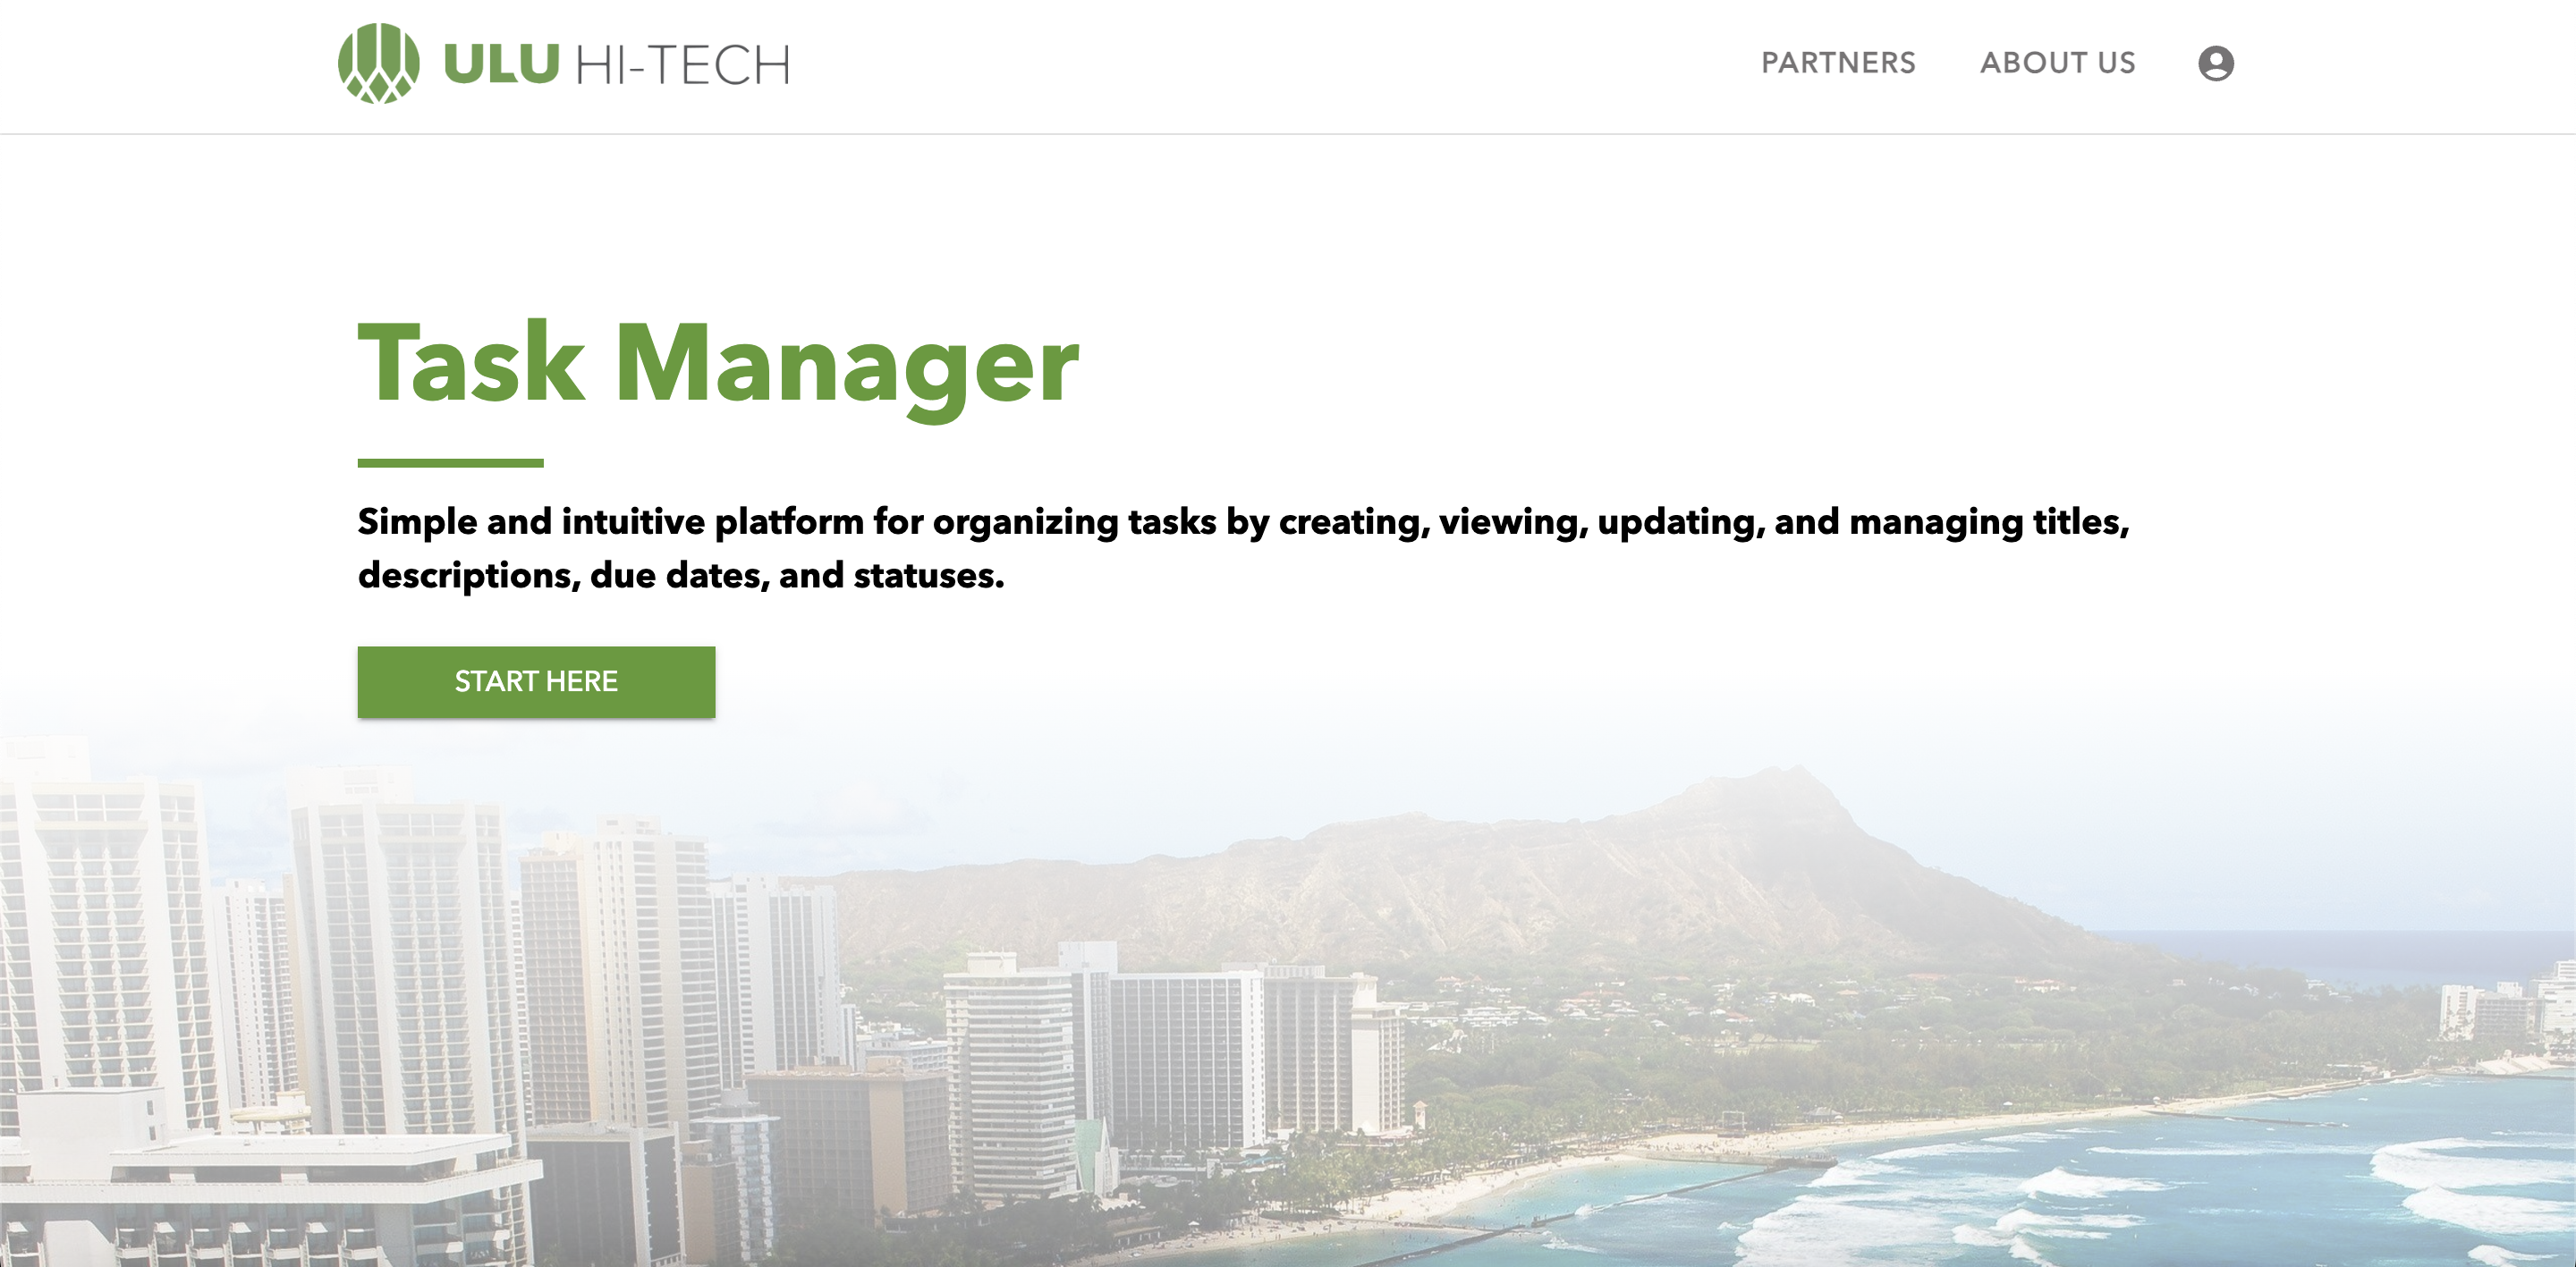 ULU HI-TECH
PARTNERS
ABOUT US
Task Manager
Simple and intuitive platform for organizing tasks by creating, viewing, updating, and managing titles,
descriptions, due dates, and statuses.
START HERE